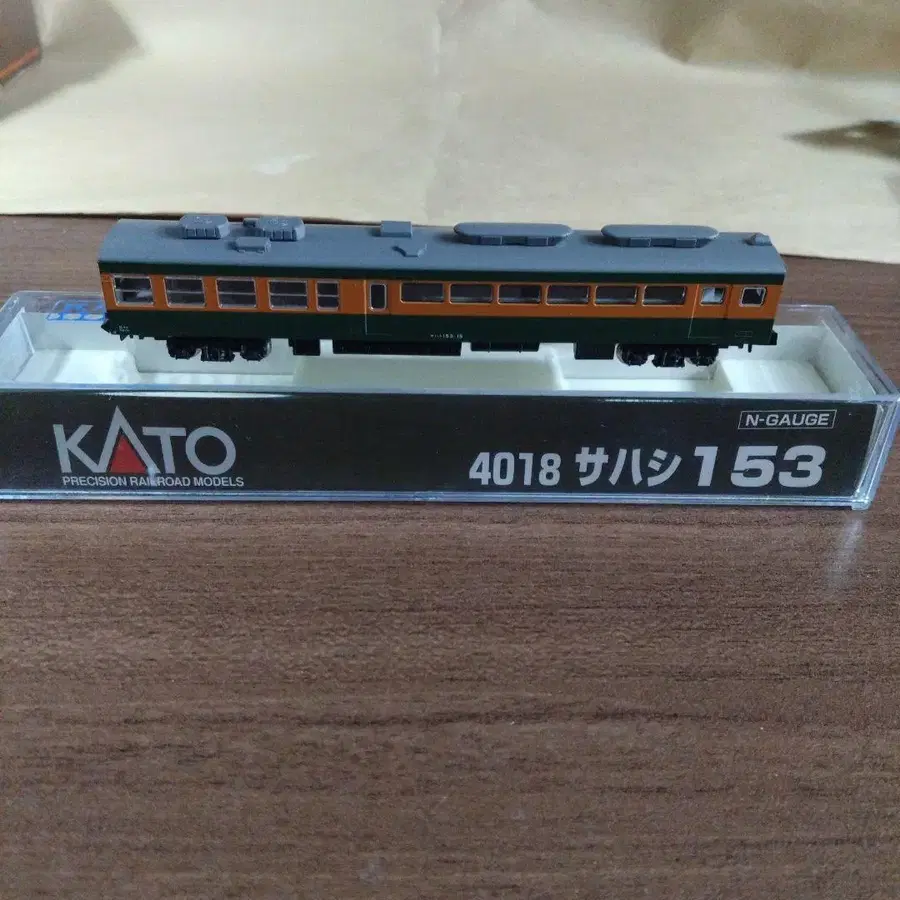 KATO
PRECISION RAILROAD MODELS
N-GAUGE
4018 サハシ153